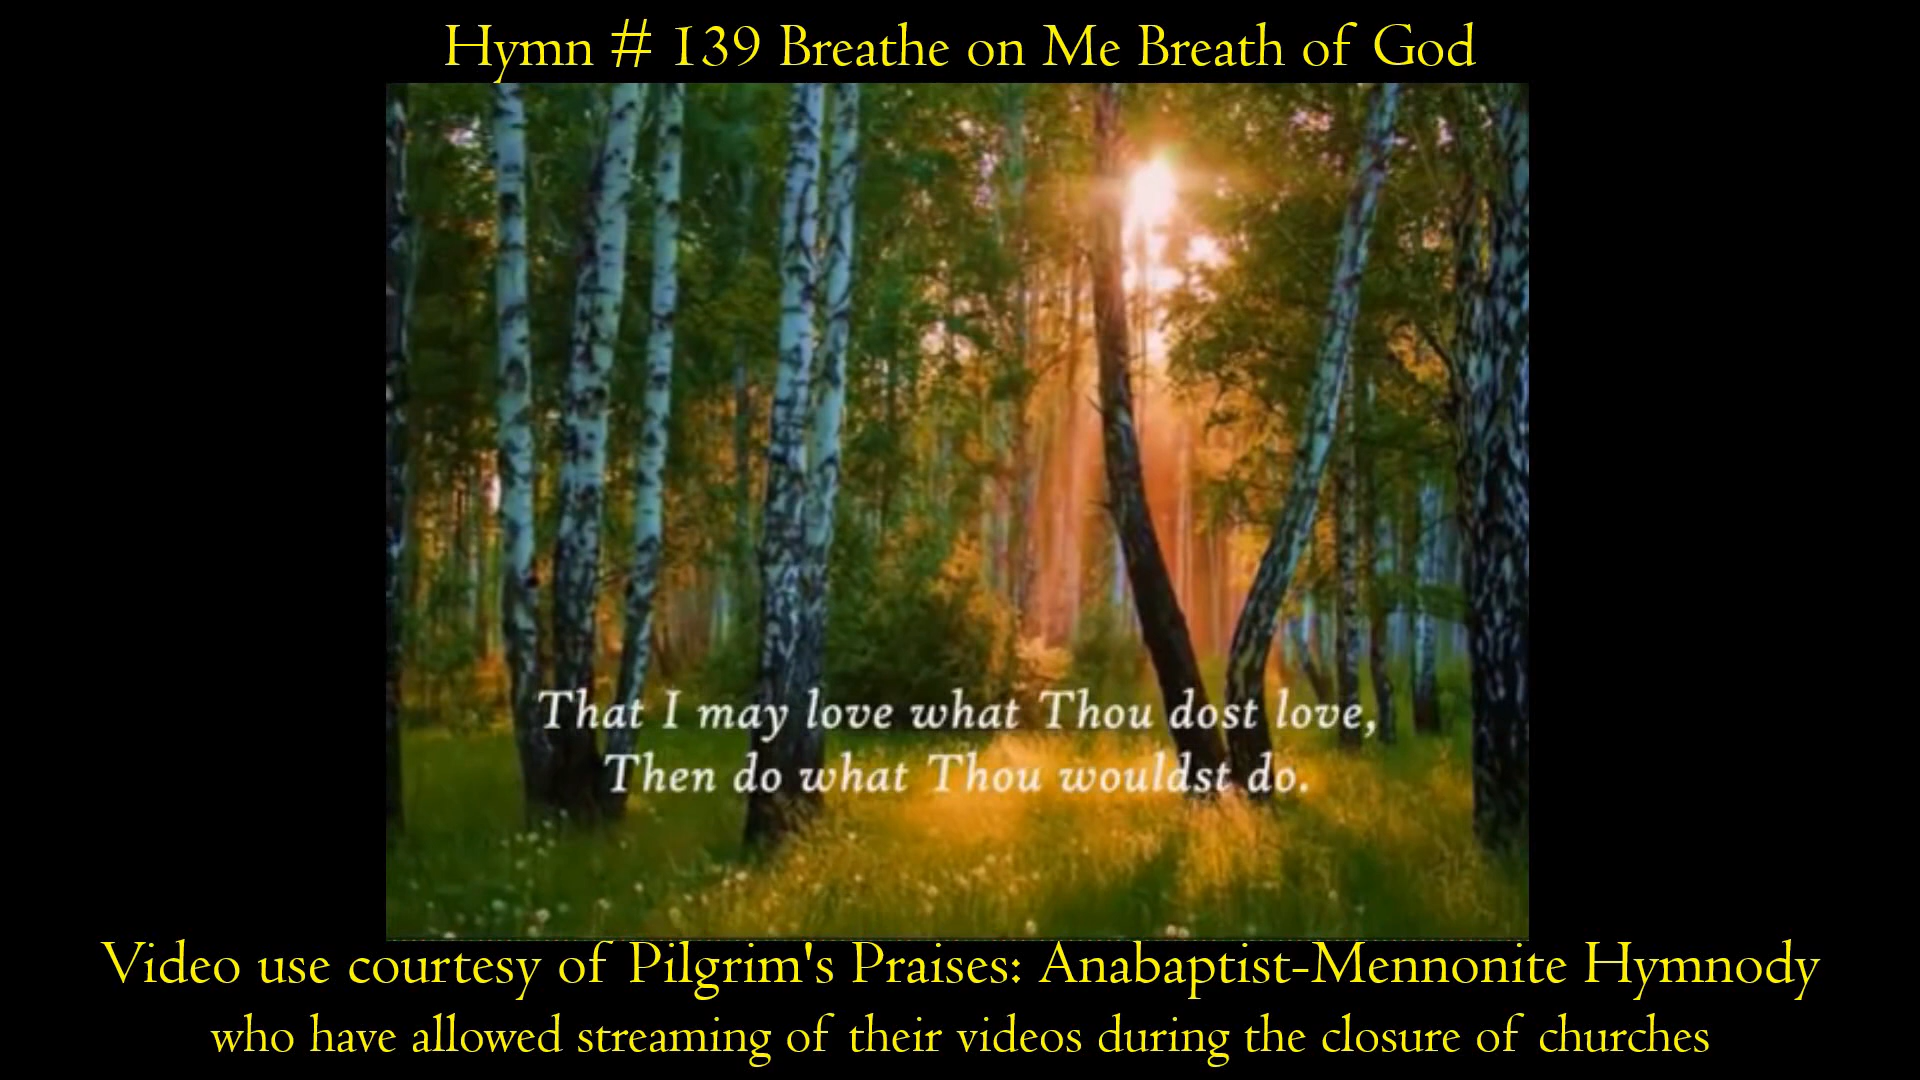 Hymn # 139 Breathe on Me Breath of God
That I may love what Thou dost love,
Then do what Thou wouldst do.
Video use courtesy of Pilgrim's Praises: Anabaptist-Mennonite Hymnody
who have allowed streaming of their videos during the closure of churches